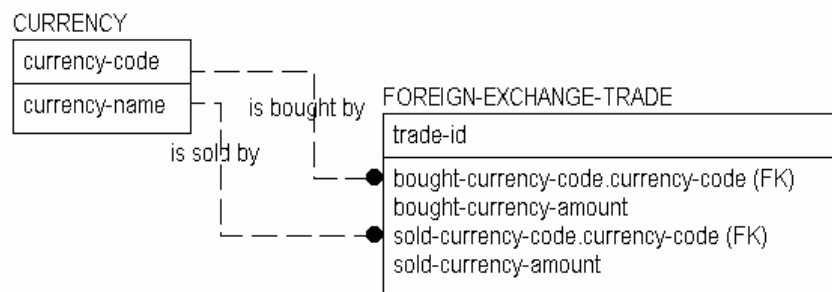 CURRENCY
currency-code
currency-name
is bought by
is sold by
FOREIGN-EXCHANGE-TRADE
trade-id
bought-currency-code.currency-code (FK)
bought-currency-amount
sold-currency-code.currency-code (FK)
sold-currency-amount